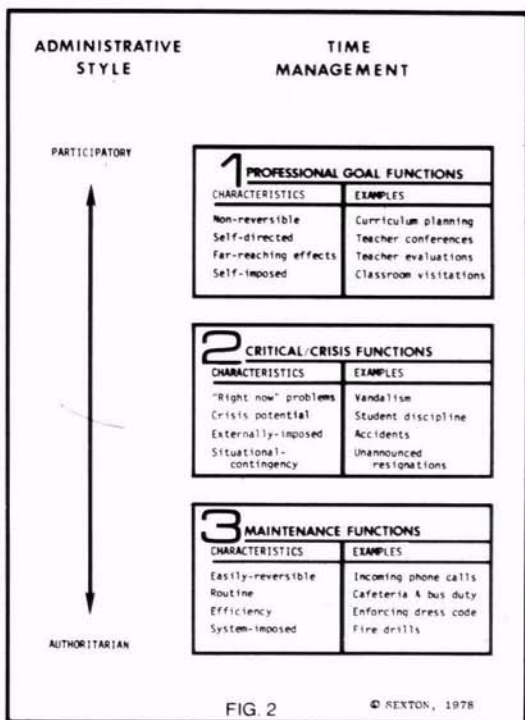 ADMINISTRATIVE STYLE
TIME MANAGEMENT
PARTICIPATORY
AUTHORITARIAN
1 PROFESSIONAL GOAL FUNCTIONS
CHARACTERISTICS
Non-reversible
Self-directed
Far-reaching effects
Self-imposed
EXAMPLES
Curriculum planning
Teacher conferences
Teacher evaluations
Classroom visitations
2 CRITICAL/CRISIS FUNCTIONS
CHARACTERISTICS
"Right now" problems
Crisis potential
Externally-imposed
Situational-
contingency
EXAMPLES
Vandalism
Student discipline
Accidents
Unannounced
resignations
3 MAINTENANCE FUNCTIONS
CHARACTERISTICS
Easily-reversible
Routine
Efficiency
System-imposed
EXAMPLES
Incoming phone calls
Cafeteria & bus duty
Enforcing dress code
Fire drills
FIG. 2
© SEXTON, 1978